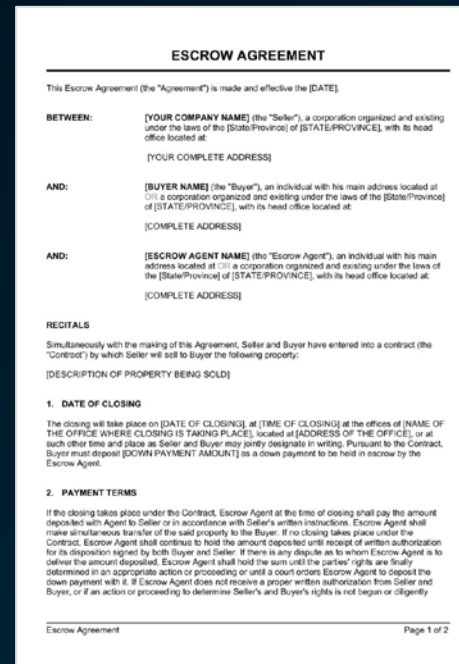 ESCROW AGREEMENT
This Escrow Agreement (the "Agreement") is made and effective the [DATE],
BETWEEN: [YOUR COMPANY NAME] (the "Seller"), a corporation organized and existing
under the laws of the [State/Province] of [STATE/PROVINCE], with its head
office located at:
[YOUR COMPLETE ADDRESS]
AND: [BUYER NAME] (the "Buyer"), an individual with his main address located at
OR a corporation organized and existing under the laws of the [State/Province]
of [STATE/PROVINCE], with its head office located at:
[COMPLETE ADDRESS]
AND: [ESCROW AGENT NAME] (the "Escrow Agent"), an individual with his main
address located at OR a corporation organized and existing under the laws of
the [State/Province] of [STATE/PROVINCE], with its head office located at:
[COMPLETE ADDRESS]
RECITALS
Simultaneously with the making of this Agreement, Seller and Buyer have entered into a contract (the
"Contract") by which Seller will sell to Buyer the following property:
[DESCRIPTION OF PROPERTY BEING SOLD]
1. DATE OF CLOSING
The closing will take place on [DATE OF CLOSING], at [TIME OF CLOSING] at the offices of [NAME OF
THE OFFICE WHERE CLOSING IS TAKING PLACE], located at [ADDRESS OF THE OFFICE], or at
such other time and place as Seller and Buyer may jointly designate in writing. Pursuant to the Contract,
Buyer must deposit [DOWN PAYMENT AMOUNT] as a down payment to be held in escrow by the
Escrow Agent.
2. PAYMENT TERMS
If the closing takes place under the Contract, Escrow Agent at the time of closing shall pay the amount
deposited with Agent to Seller or in accordance with Seller's written instructions. Escrow Agent shall
make simultaneous transfer of the said property to the Buyer. If no closing takes place under the
Contract, Escrow Agent shall continue to hold the amount deposited until receipt of written authorization
for its disposition signed by both Buyer and Seller. If there is any dispute as to whom Escrow Agent is to
deliver the amount deposited, Escrow Agent shall hold the sum until the parties' rights are finally
determined in an appropriate action or proceeding or until a court orders Escrow Agent to deposit the
down payment with it. If Escrow Agent does not receive a proper written authorization from Seller and
Buyer, or if an action or proceeding to determine Seller's and Buyer's rights is not begun or diligently
Escrow Agreement Page 1 of 2